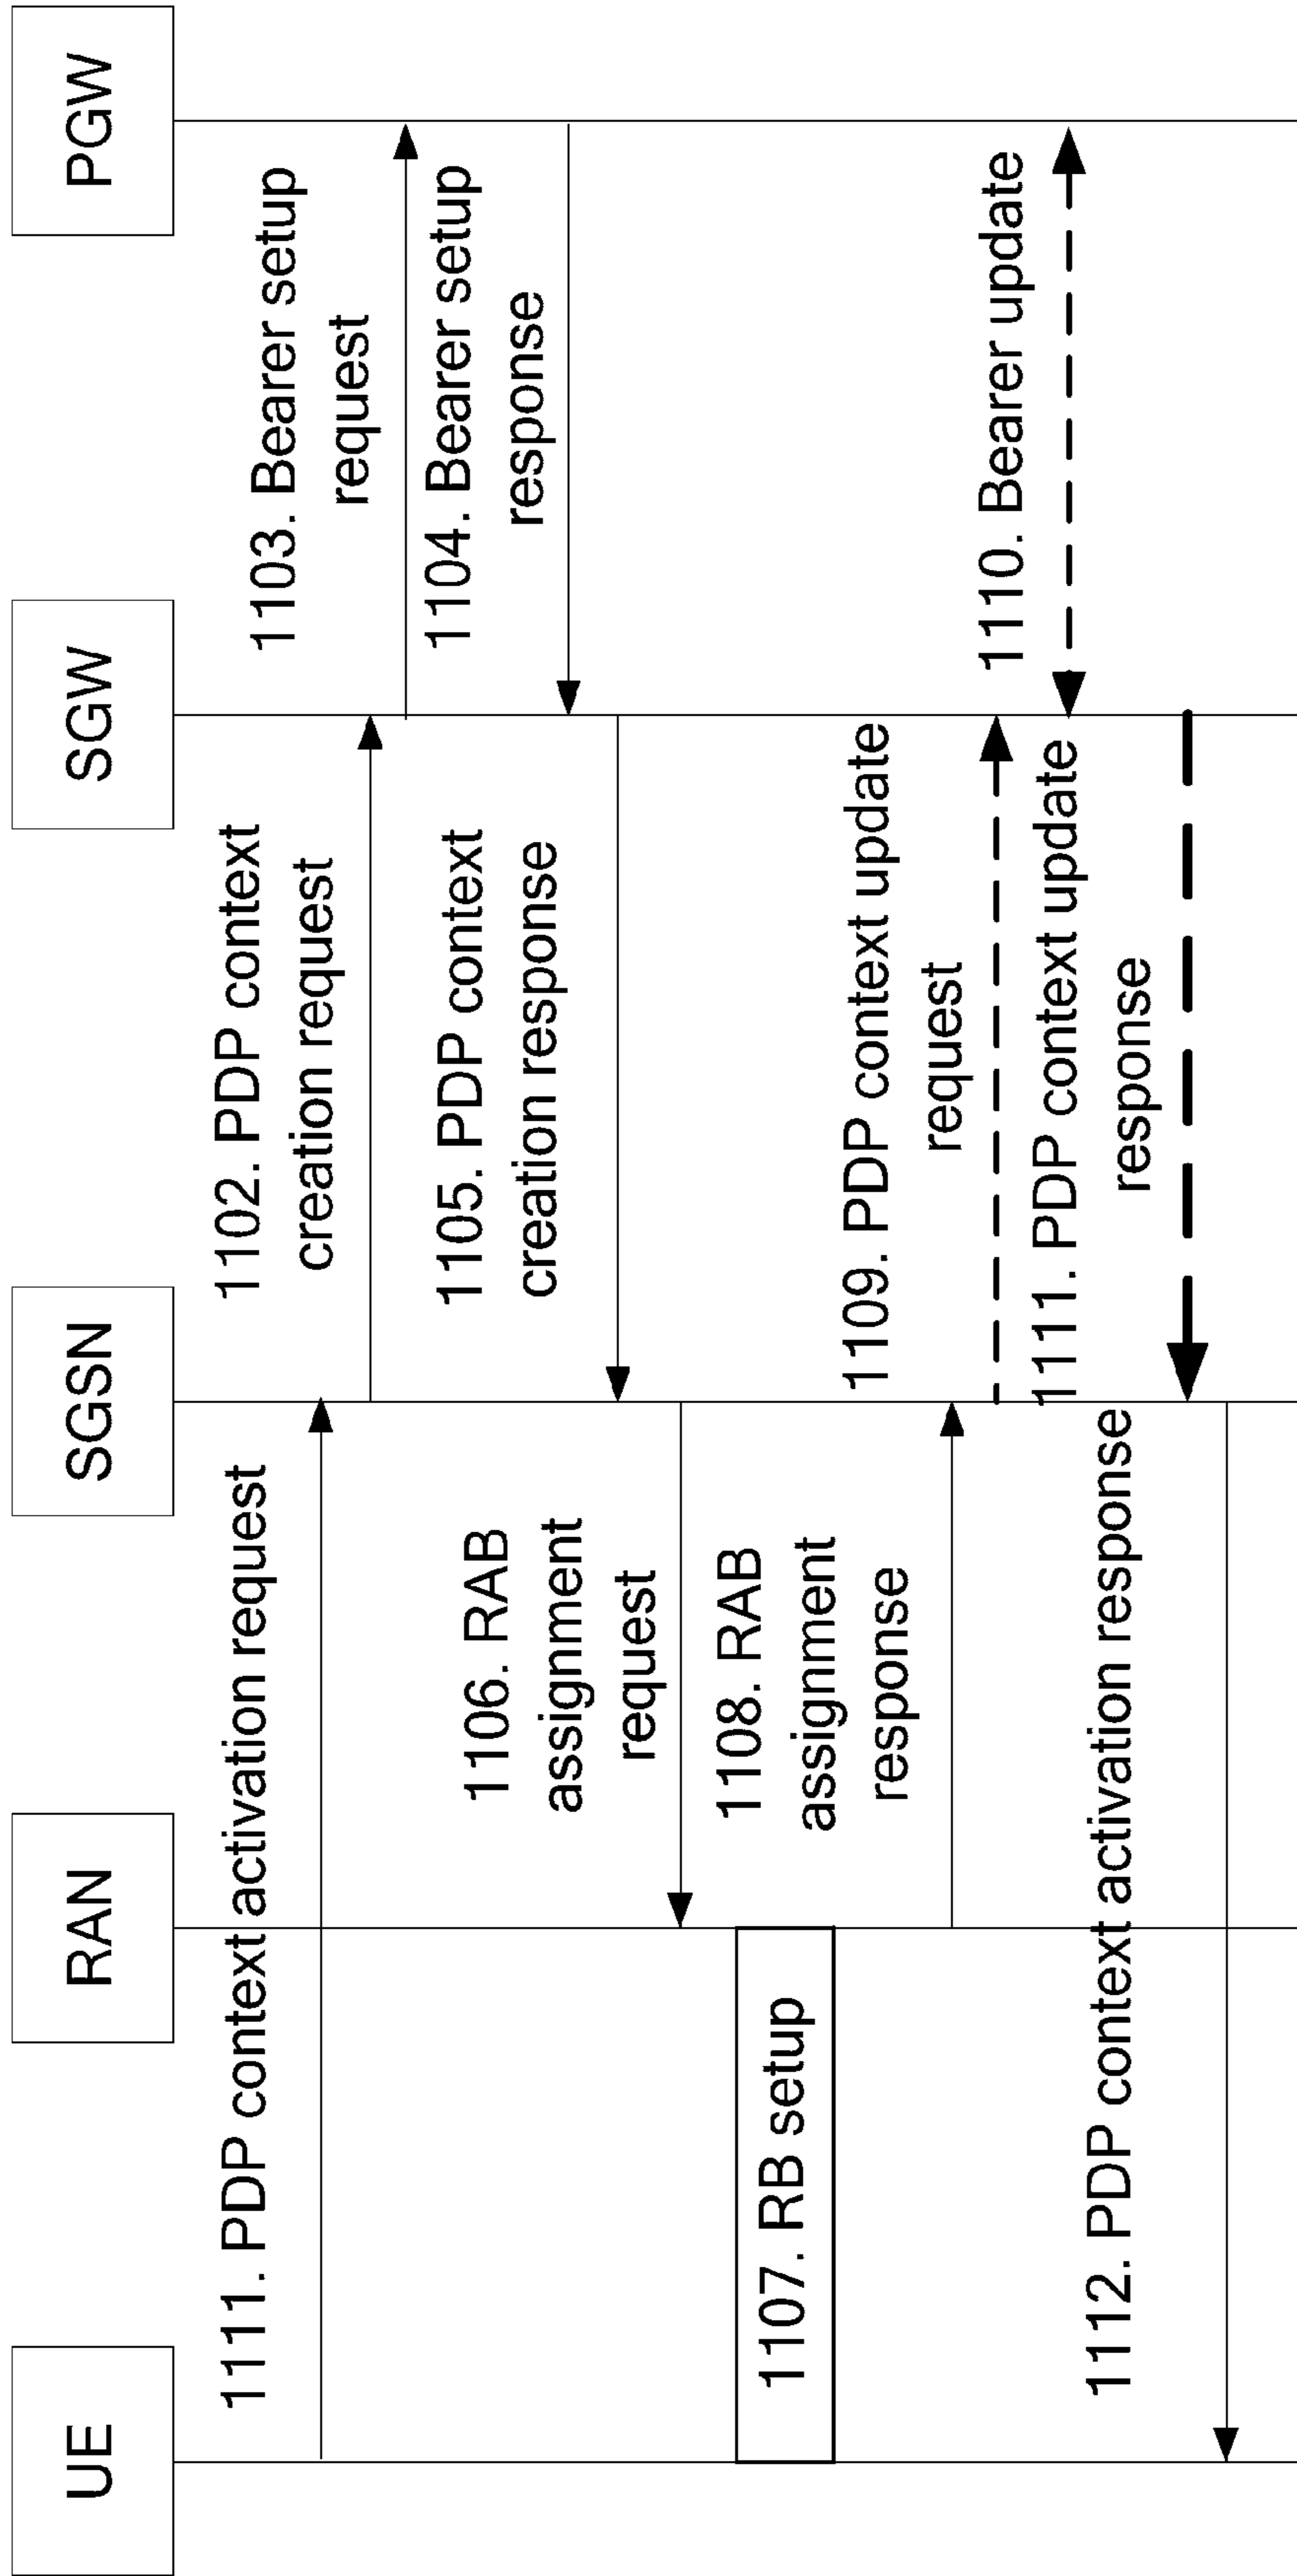 UE
RAN
SGSN
SGW
PGW
1111. PDP context activation request
1102. PDP context
creation request
1103. Bearer setup
request
1104. Bearer setup
response
1105. PDP context
creation response
1106. RAB
assignment
request
1107. RB setup
1108. RAB
assignment
response
1109. PDP context update
request
1110. Bearer update
1111. PDP context update
response
1112. PDP context activation response